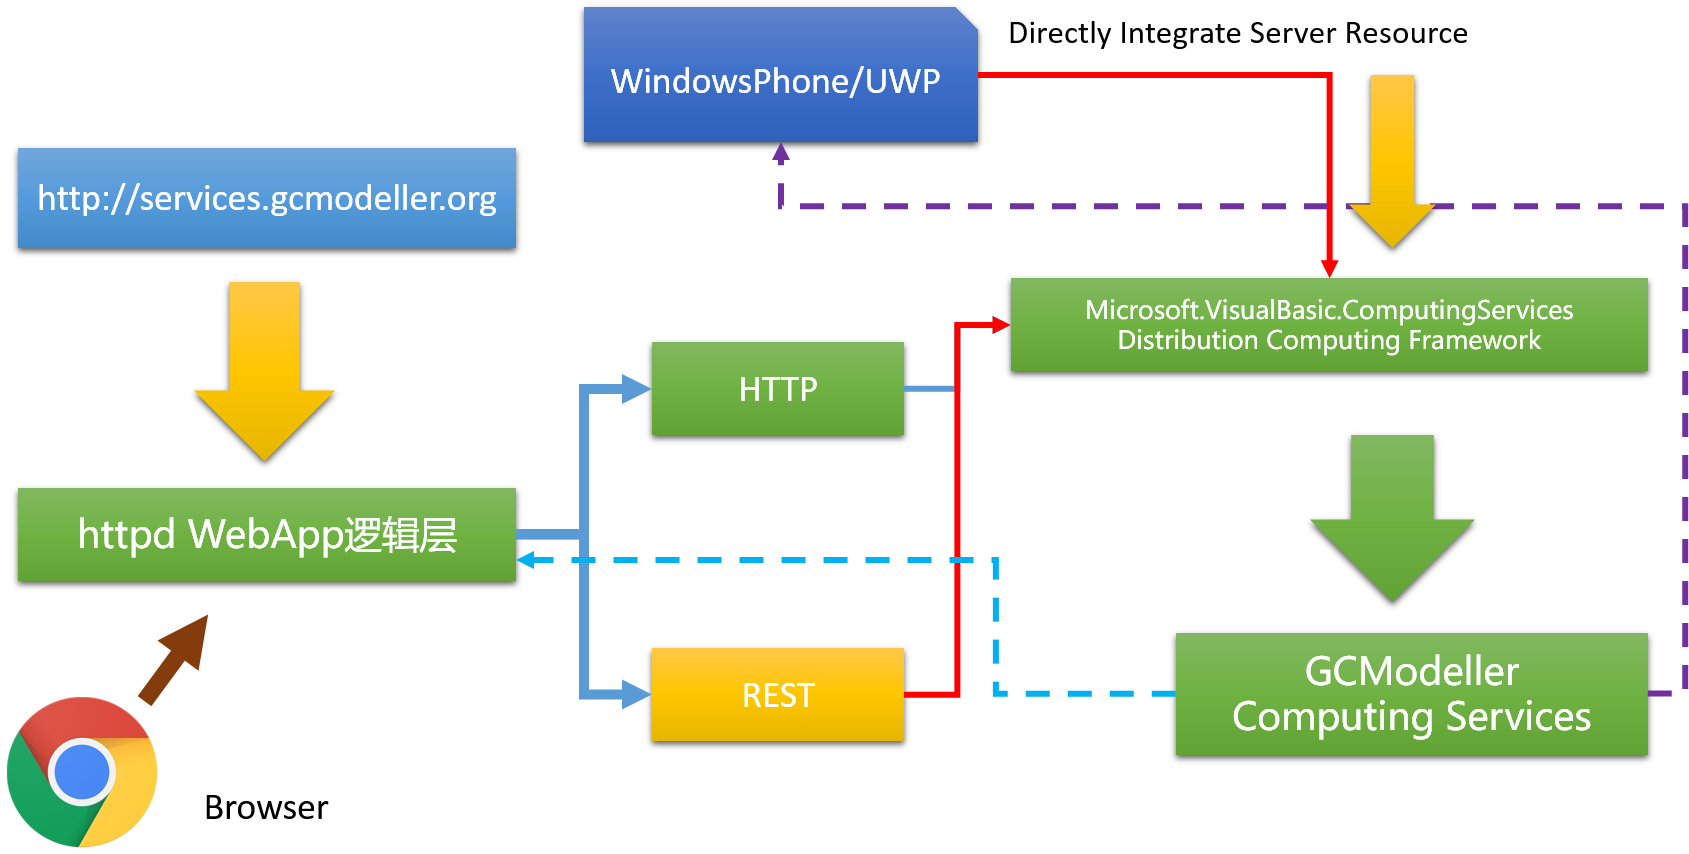 Directly Integrate Server Resource
WindowsPhone/UWP
http://services.gcmodeller.org
Microsoft.VisualBasic.ComputingServices
Distribution Computing Framework
HTTP
httpd WebApp逻辑层
REST
GCModeller
Computing Services
Browser